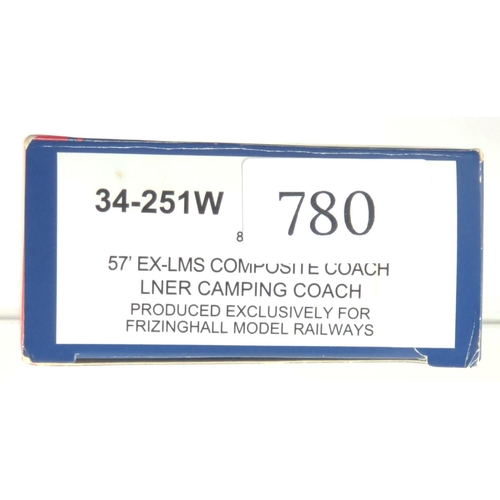 34-251W
780
8
57' EX-LMS COMPOSITE COACH
LNER CAMPING COACH
PRODUCED EXCLUSIVELY FOR
FRIZINGHALL MODEL RAILWAYS